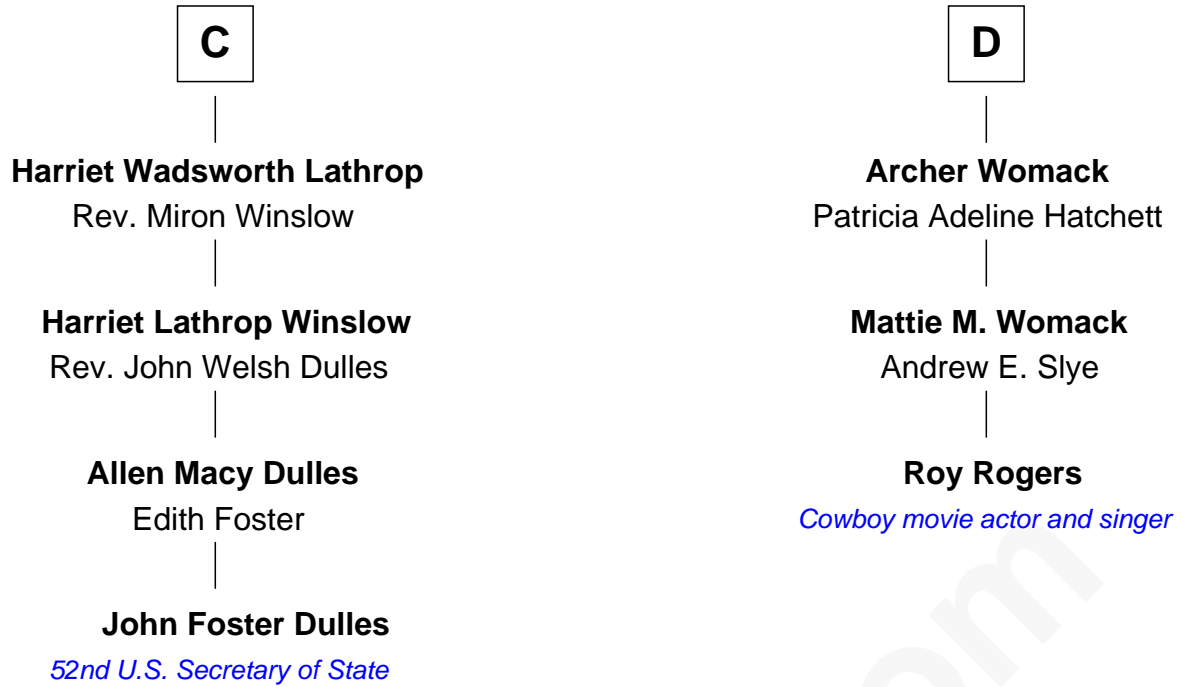 C
Harriet Wadsworth Lathrop
Rev. Miron Winslow
Harriet Lathrop Winslow
Rev. John Welsh Dulles
Allen Macy Dulles
Edith Foster
John Foster Dulles
52nd U.S. Secretary of State
D
Archer Womack
Patricia Adeline Hatchett
Mattie M. Womack
Andrew E. Slye
Roy Rogers
Cowboy movie actor and singer
om